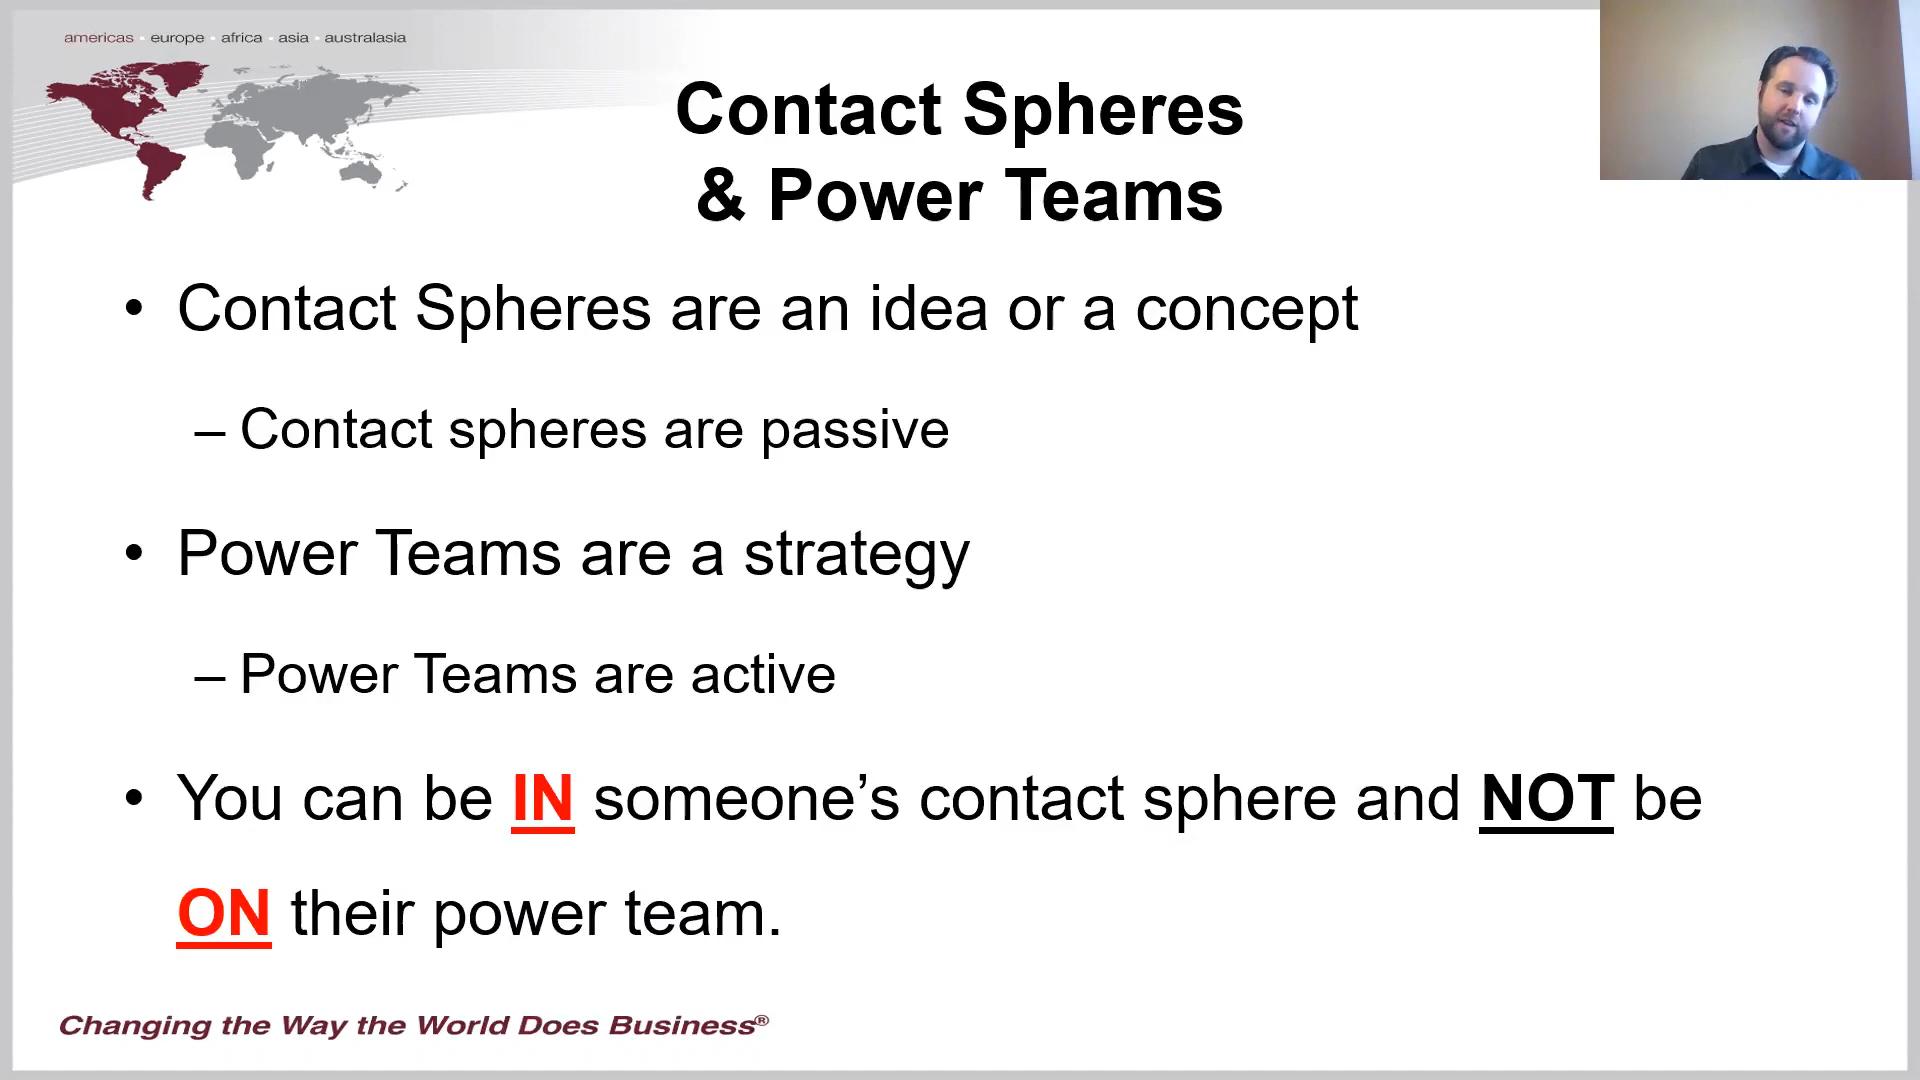 americas • europe • africa • asia • australasia
Contact Spheres
& Power Teams
• Contact Spheres are an idea or a concept
– Contact spheres are passive
• Power Teams are a strategy
– Power Teams are active
• You can be IN someone’s contact sphere and NOT be
ON their power team.
Changing the Way the World Does Business®